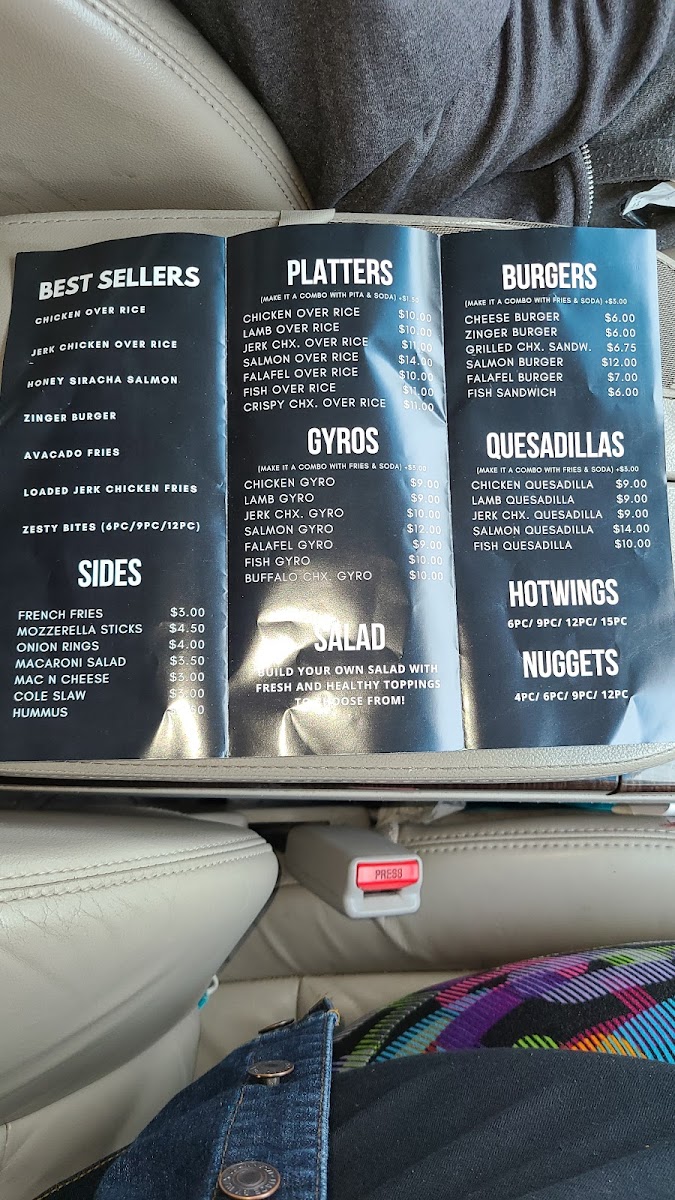 BEST SELLERS
CHICKEN OVER RICE
JERK CHICKEN OVER RICE
HONEY SIRACHA SALMON
ZINGER BURGER
AVACADO FRIES
LOADED JERK CHICKEN FRIES
ZESTY BITES (6PC/9PC/12PC)
SIDES
FRENCH FRIES $3.00
MOZZERELLA STICKS $4.50
ONION RINGS $4.00
MACARONI SALAD $3.50
MAC N CHEESE $3.00
COLE SLAW $3.00
HUMMUS
PLATTERS
(MAKE IT A COMBO WITH PITA & SODA) +$1.50
CHICKEN OVER RICE $10.00
LAMB OVER RICE $10.00
JERK CHX. OVER RICE $11.00
SALMON OVER RICE $14.00
FALAFEL OVER RICE $10.00
FISH OVER RICE $11.00
CRISPY CHX. OVER RICE $11.00
GYROS
(MAKE IT A COMBO WITH FRIES & SODA) +$3.00
CHICKEN GYRO $9.00
LAMB GYRO $9.00
JERK CHX. GYRO $10.00
SALMON GYRO $12.00
FALAFEL GYRO $9.00
FISH GYRO $10.00
BUFFALO CHX. GYRO $10.00
SALAD
BUILD YOUR OWN SALAD WITH
FRESH AND HEALTHY TOPPINGS
TO CHOOSE FROM!
BURGERS
(MAKE IT A COMBO WITH FRIES & SODA) +$3.00
CHEESE BURGER $6.00
ZINGER BURGER $6.00
GRILLED CHX. SANDW. $6.75
SALMON BURGER $12.00
FALAFEL BURGER $7.00
FISH SANDWICH $6.00
QUESADILLAS
(MAKE IT A COMBO WITH FRIES & SODA) +$3.00
CHICKEN QUESADILLA $9.00
LAMB QUESADILLA $9.00
JERK CHX. QUESADILLA $9.00
SALMON QUESADILLA $14.00
FISH QUESADILLA $10.00
HOTWINGS
6PC/ 9PC/ 12PC/ 15PC
NUGGETS
4PC/ 6PC/ 9PC/ 12PC
PRESS